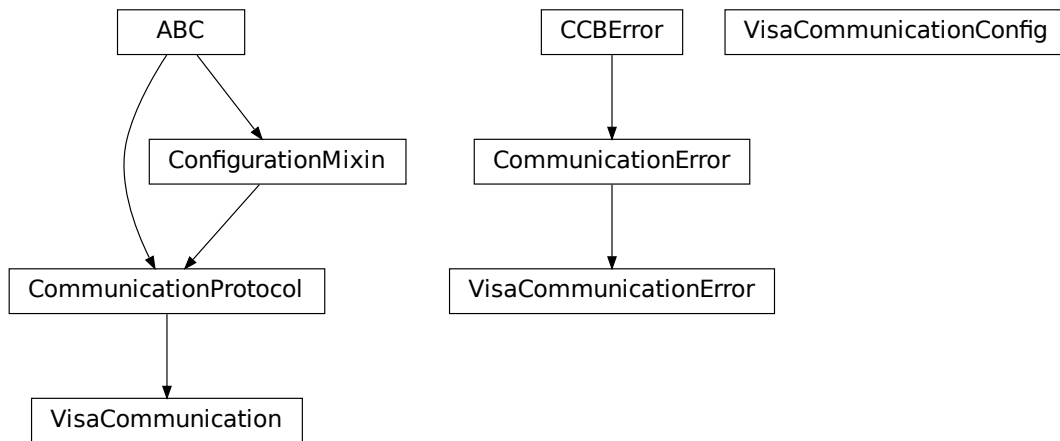 ABC
CCBError
VisaCommunicationConfig
ConfigurationMixin
CommunicationError
CommunicationProtocol
VisaCommunicationError
VisaCommunication